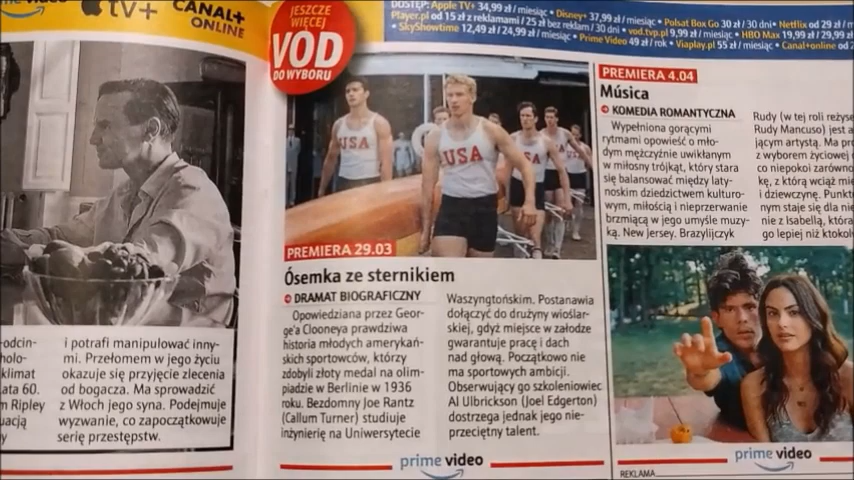 tv+
CANAL+
ONLINE
JESZCZE
WIĘCEJ
VOD
DO WYBORU
DOSTĘP: Apple TV+ 34,99 zł / miesiąc • Disney+ 37,99 zł / miesiąc • Polsat Box Go 30 zł / 30 dni • Netflix od 29 zł / m
Player.pl od 15 zł z reklamami / 25 zł bez reklam / 30 dni • vod.tvp.pl 9,99 zł / miesiąc • HBO Max 19,99 zł / 29,99 z
• SkyShowtime 12,49 zł / 24,99 zł / miesiąc • Prime Video 49 zł / rok • Viaplay.pl 55 zł / miesiąc • Canal+online od 2
odcin-
holo-
klimat
lata 60.
m Ripley
uacją
y
i potrafi manipulować inny-
mi. Przełomem w jego życiu
okazuje się przyjęcie zlecenia
od bogacza. Ma sprowadzić
z Włoch jego syna. Podejmuje
wyzwanie, co zapoczątkowuje
serię przestępstw.
USA
USA
USA
PREMIERA 29.03
Ósemka ze sternikiem
DRAMAT BIOGRAFICZNY
Opowiedziana przez Geor-
ge'a Clooneya prawdziwa
historia młodych amerykań-
skich sportowców, którzy
zdobyli złoty medal na olim-
piadzie w Berlinie w 1936
roku. Bezdomny Joe Rantz
(Callum Turner) studiuje
inżynierię na Uniwersytecie
Waszyngtońskim. Postanawia
dołączyć do drużyny wioślar-
skiej, gdyż miejsce w załodze
gwarantuje pracę i dach
nad głową. Początkowo nie
ma sportowych ambicji.
Obserwujący go szkoleniowiec
Al Ulbrickson (Joel Edgerton)
dostrzega jednak jego nie-
przeciętny talent.
prime video
PREMIERA 4.04
Música
KOMEDIA ROMANTYCZNA
Wypełniona gorącymi
rytmami opowieść o mło-
dym mężczyźnie uwikłanym
w miłosny trójkąt, który stara
się balansować między laty-
noskim dziedzictwem kulturo-
wym, miłością i nieprzerwanie
brzmiącą w jego umyśle muzy-
ką. New Jersey. Brazylijczyk
Rudy (w tej roli reżyse
Rudy Mancuso) jest a
jącym artystą. Ma pro
z wyborem życiowej
co niepokoi zarówno
kę, z którą wciąż mie
i dziewczynę. Punkt
nym staje się dla nie
nie z Isabellą, która
go lepiej niż ktokol
prime video
REKLAMA